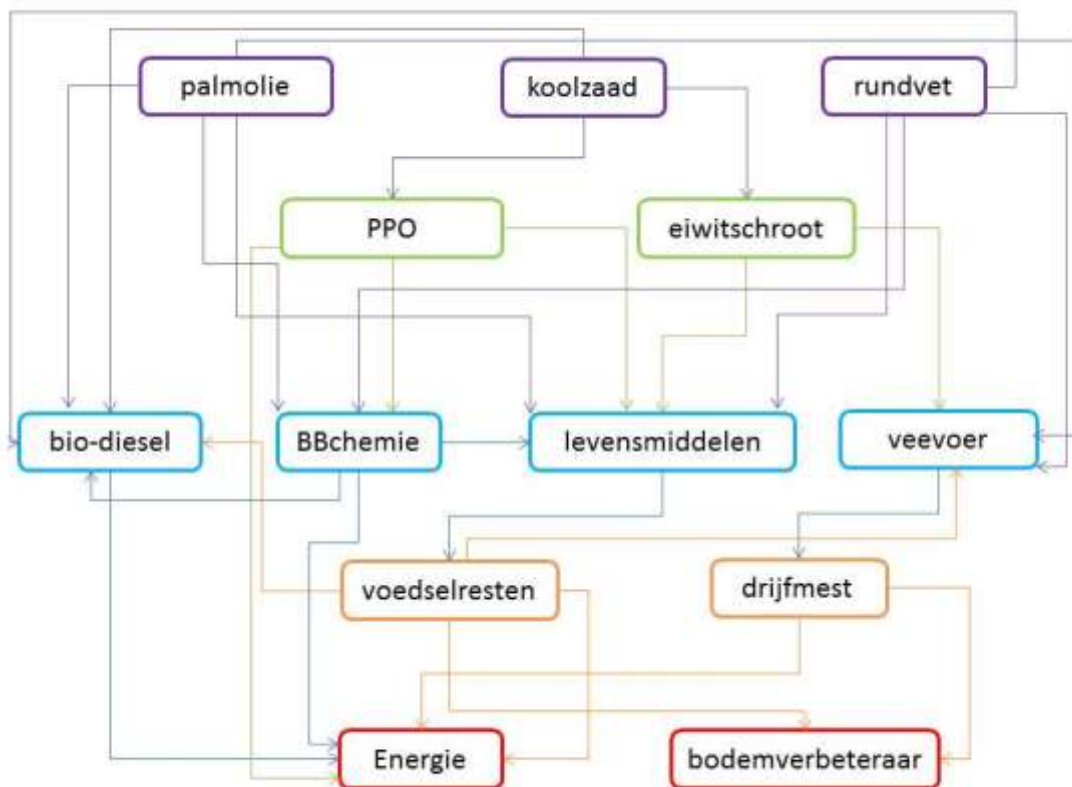 palmolie
koolzaad
rundvet
PPO
eiwitschroot
bio-diesel
BBchemie
levensmiddelen
veevoer
voedselresten
drijfmest
Energie
bodemverbeteraar